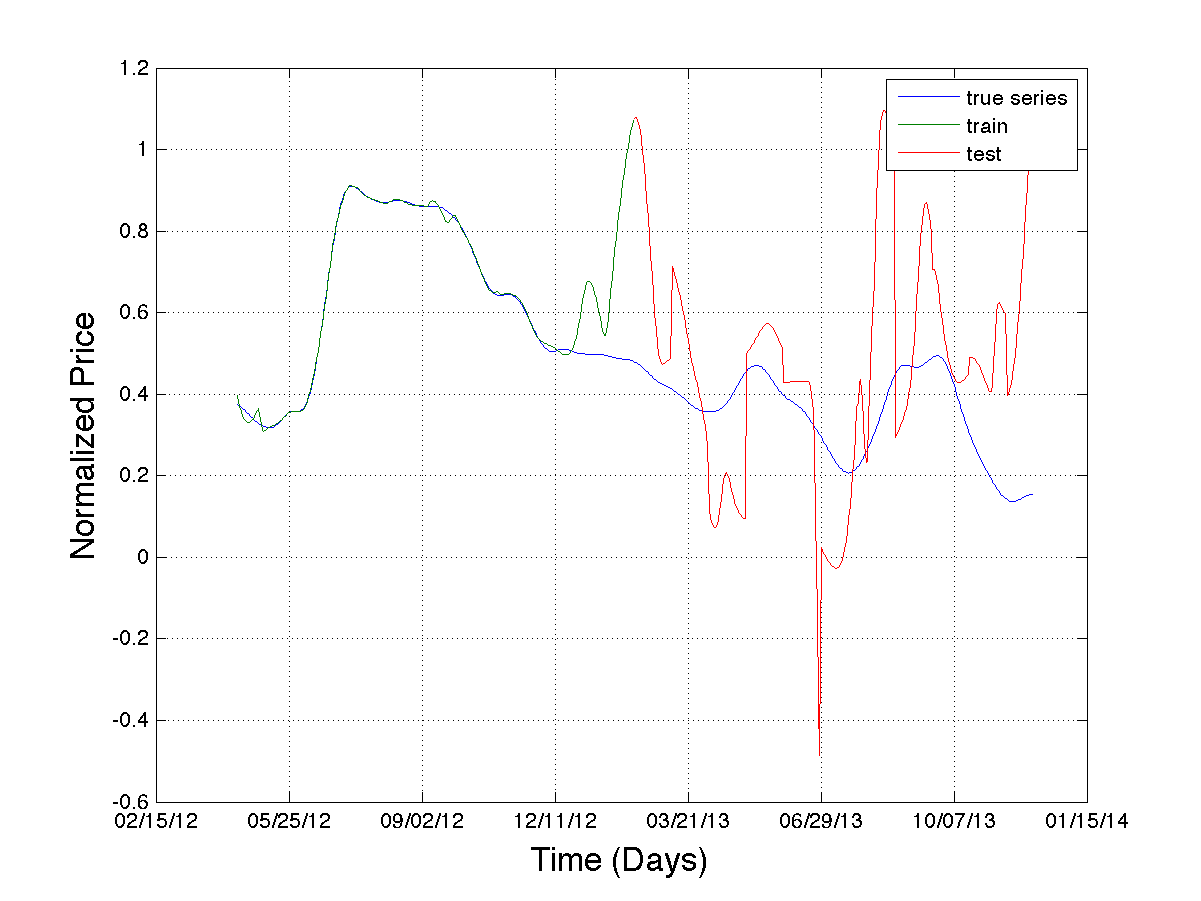 1.2
1
0.8
0.6
0.4
0.2
0
-0.2
-0.4
-0.6
Normalized Price
02/15/12 05/25/12 09/02/12 12/11/12 03/21/13 06/29/13 10/07/13 01/15/14
Time (Days)
true series
train
test